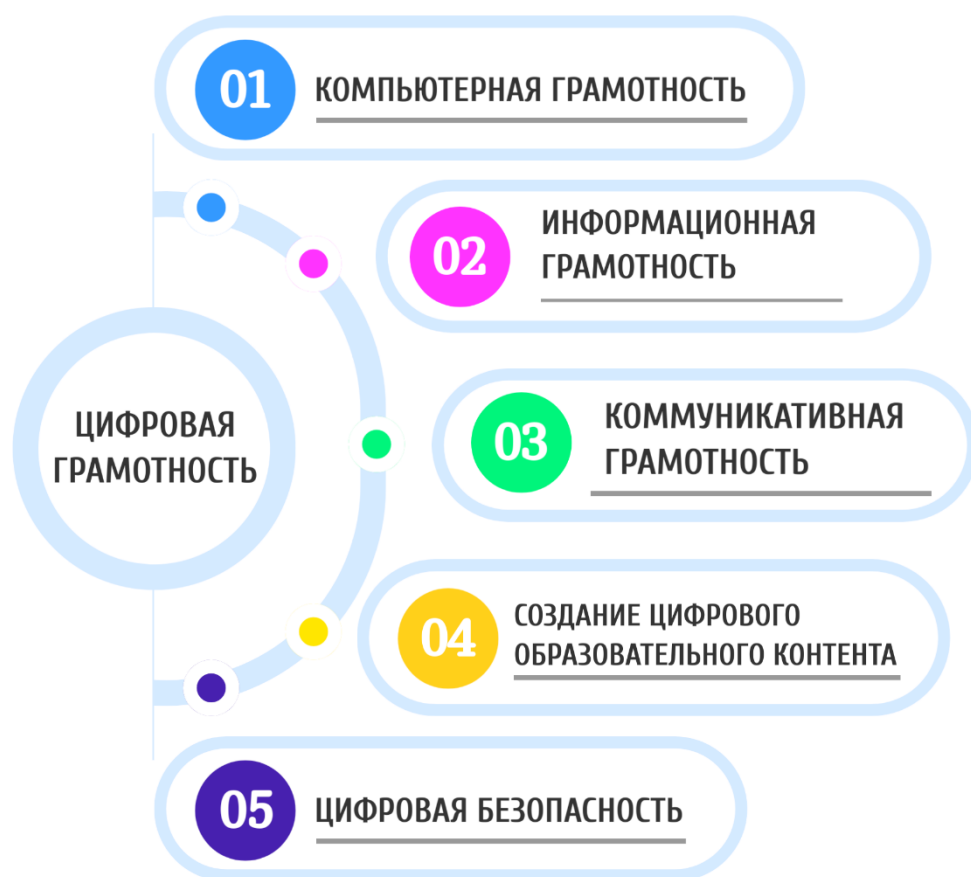 01 КОМПЬЮТЕРНАЯ ГРАМОТНОСТЬ
02 ИНФОРМАЦИОННАЯ
ГРАМОТНОСТЬ
ЦИФРОВАЯ
ГРАМОТНОСТЬ
03 КОММУНИКАТИВНАЯ
ГРАМОТНОСТЬ
04 СОЗДАНИЕ ЦИФРОВОГО
ОБРАЗОВАТЕЛЬНОГО КОНТЕНТА
05 ЦИФРОВАЯ БЕЗОПАСНОСТЬ